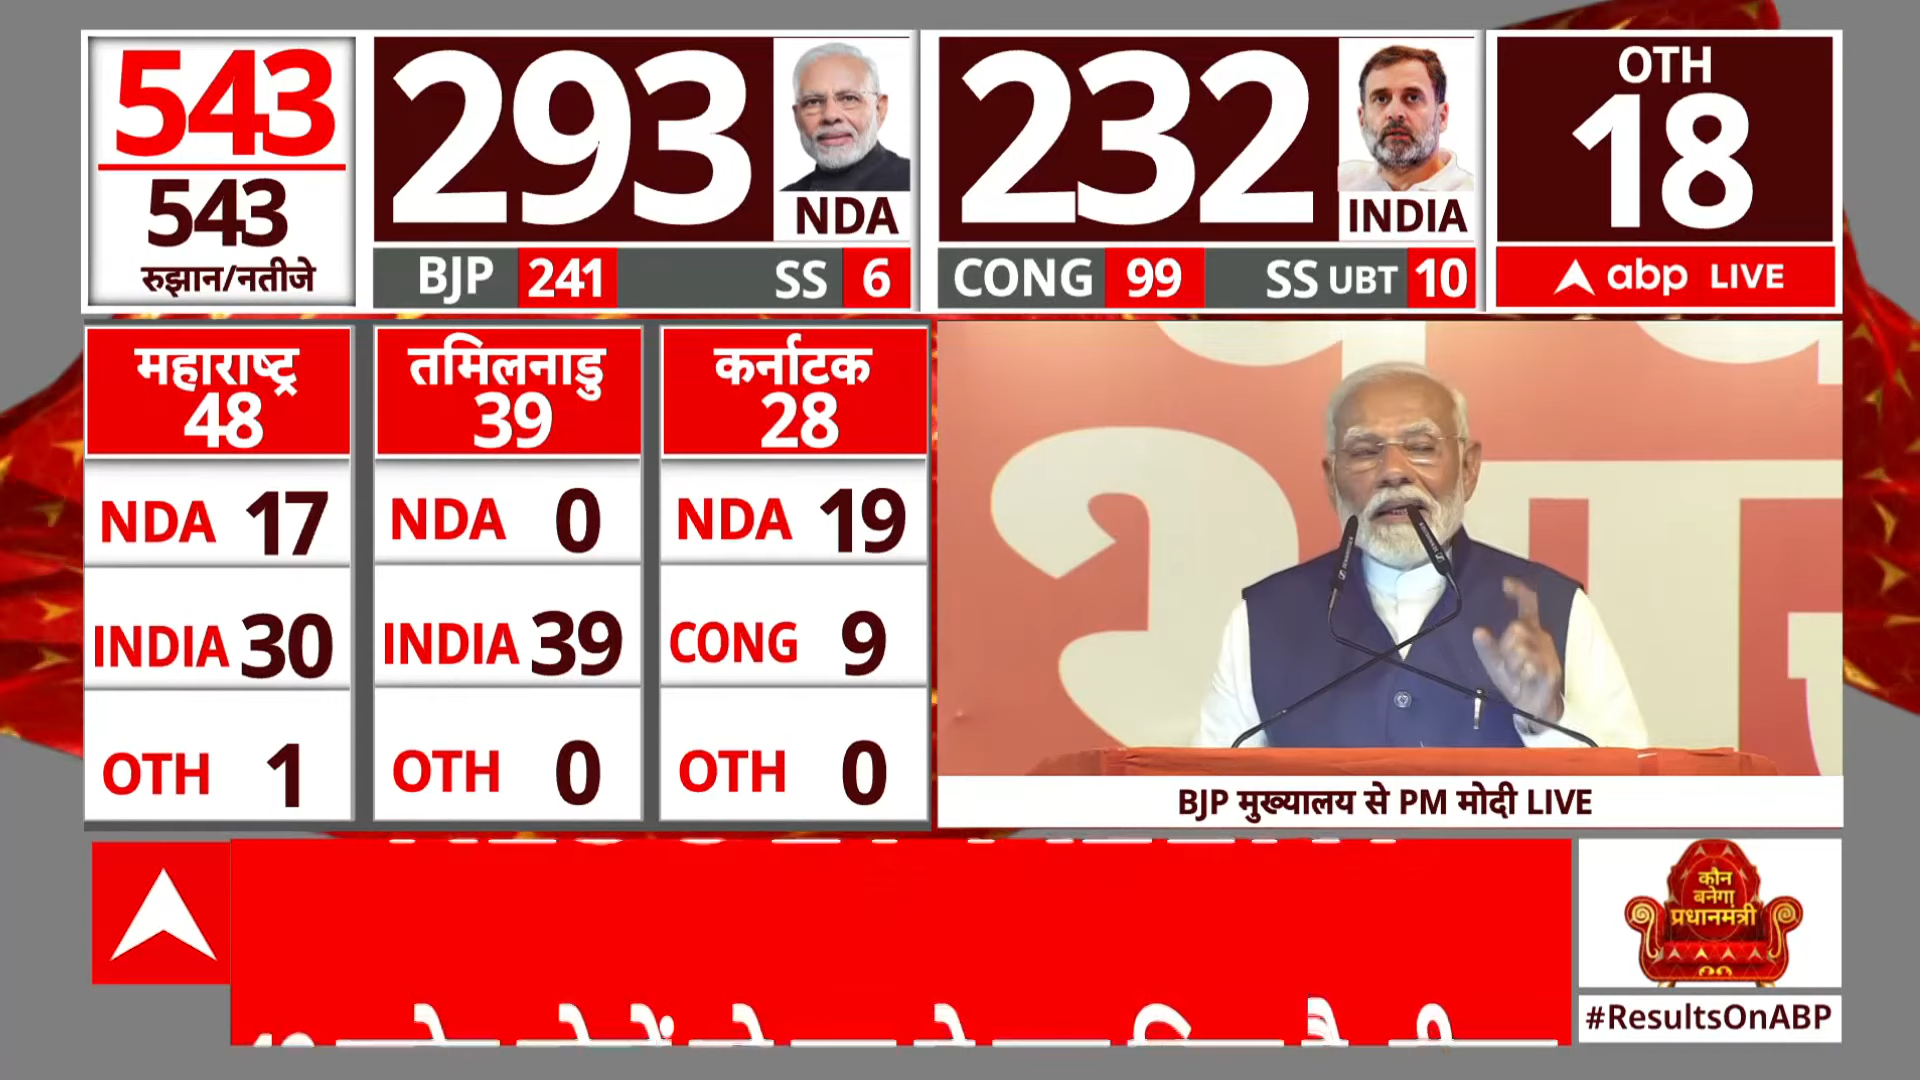 543
543
रुझान/नतीजे
293
NDA
BJP 241 SS 6
232
INDIA
CONG 99 SS UBT 10
OTH
18
abp LIVE
महाराष्ट्र
48
NDA 17
INDIA 30
OTH 1
तमिलनाडु
39
NDA 0
INDIA 39
OTH 0
कर्नाटक
28
NDA 19
CONG 9
OTH 0
BJP मुख्यालय से PM मोदी LIVE
कौन
बनेगा
प्रधानमंत्री
#ResultsOnABP